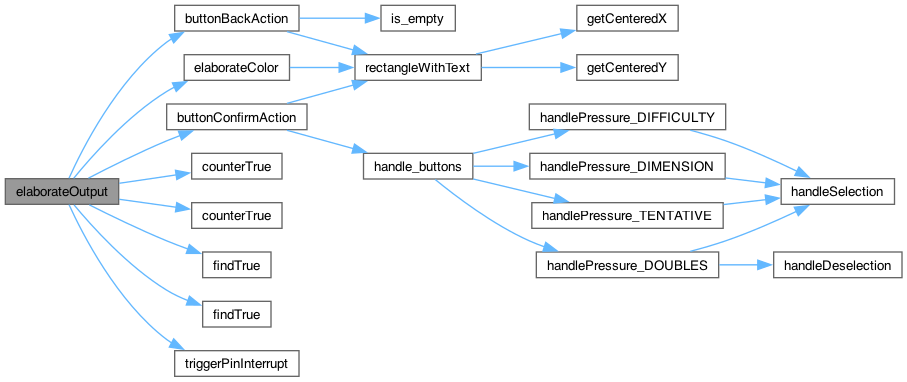 elaborateOutput
buttonBackAction
elaborateColor
buttonConfirmAction
counterTrue
counterTrue
findTrue
findTrue
triggerPinInterrupt
is_empty
rectangleWithText
handle_buttons
getCenteredX
getCenteredY
handlePressure_DIFFICULTY
handlePressure_DIMENSION
handlePressure_TENTATIVE
handlePressure_DOUBLES
handleSelection
handleDeselection